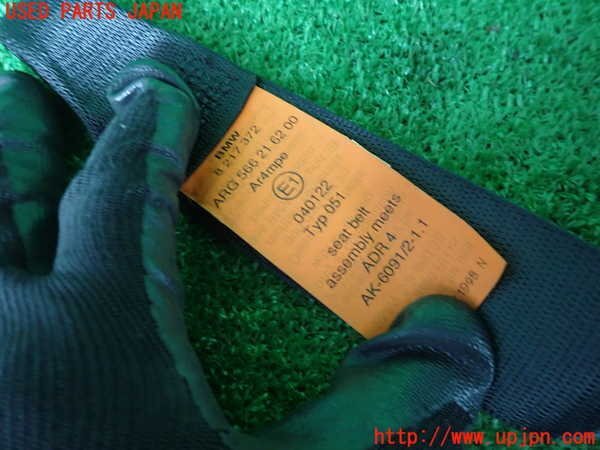 USED PARTS JAPAN
BMW
8 217 372
ARG 566 21 62 00
Ar4mpe
E1
040122
Typ 051
seat belt
assembly meets
ADR 4
AK-6091/2-1.1
1998 N
http://www.upjpn.com/